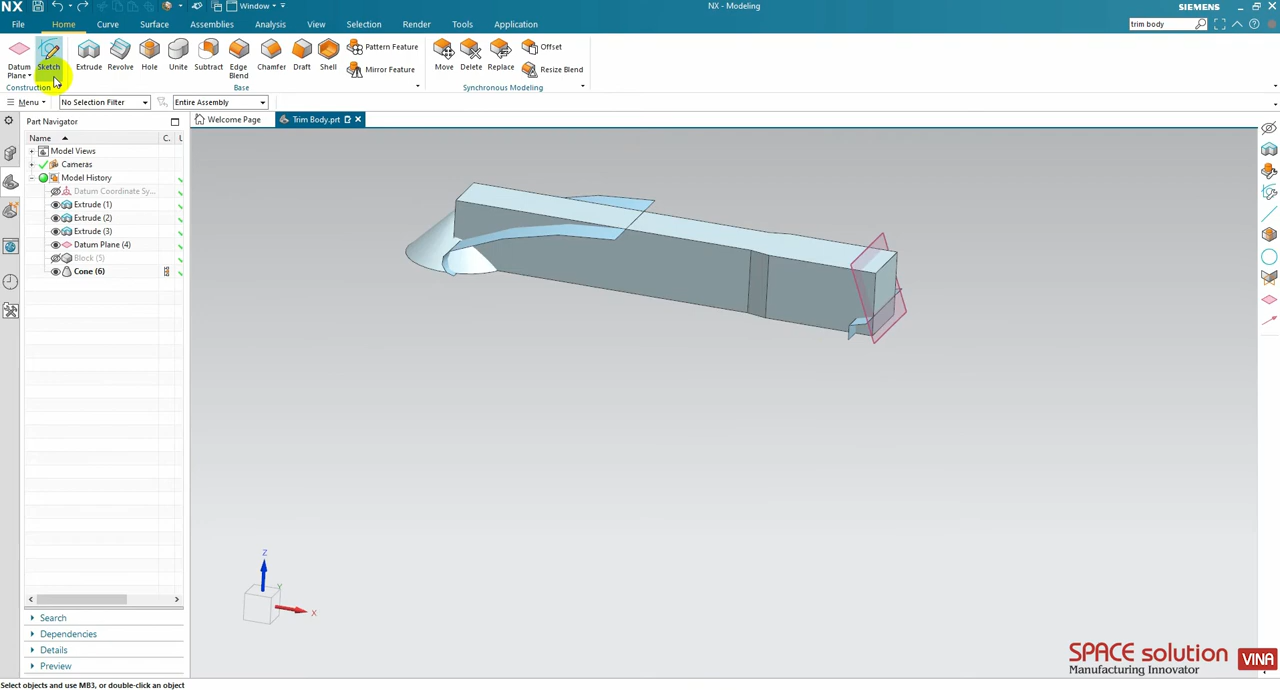 NX
Window
NX - Modeling
SIEMENS
File
Home
Curve
Surface
Assemblies
Analysis
View
Selection
Render
Tools
Application
trim body
Datum
Plane
Sketch
Extrude
Revolve
Hole
Unite
Subtract
Edge
Blend
Chamfer
Draft
Shell
Pattern Feature
Mirror Feature
Move
Delete
Replace
Offset
Resize Blend
Construction
Base
Synchronous Modeling
Menu
No Selection Filter
Entire Assembly
Part Navigator
Welcome Page
Trim Body.prt
Name
C.
U
Model Views
Cameras
Model History
Datum Coordinate Sy...
Extrude (1)
Extrude (2)
Extrude (3)
Datum Plane (4)
Block (5)
Cone (6)
Z
Y
X
Search
Dependencies
Details
Preview
SPACE solution
Manufacturing Innovator
VINA
Select objects and use MB3, or double-click an object